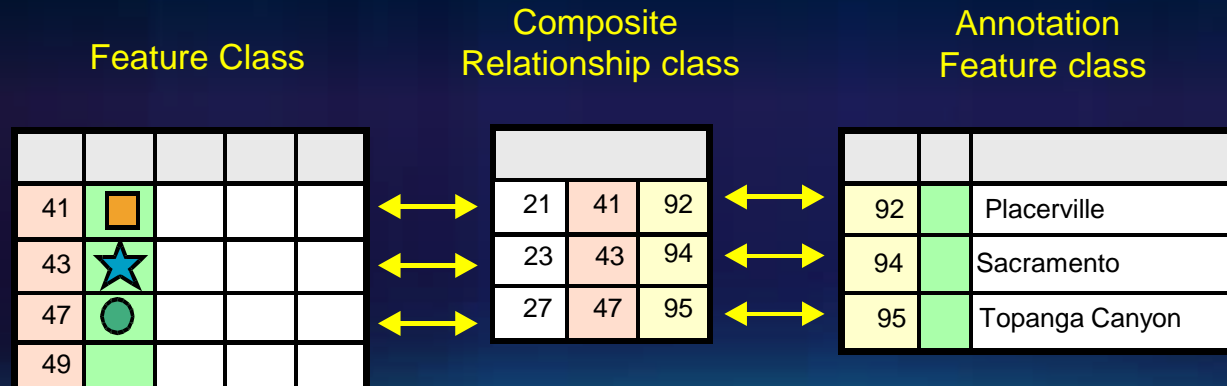 Feature Class
Composite
Relationship class
Annotation
Feature class
41
43
47
49
21 41 92
23 43 94
27 47 95
92 Placerville
94 Sacramento
95 Topanga Canyon